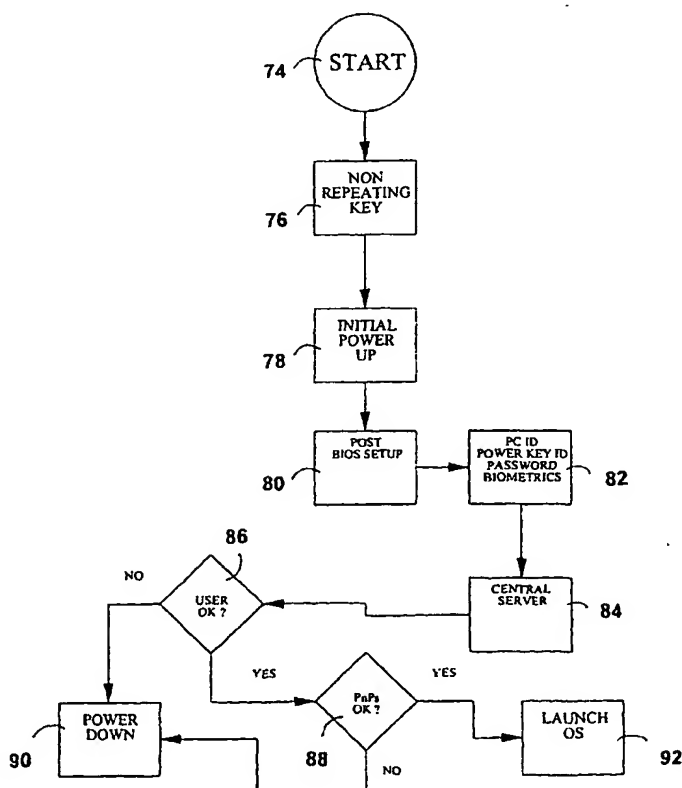 74 START
NON
REPEATING
KEY
76
INITIAL
POWER
UP
78
POST
BIOS SETUP
80
PC ID
POWER KEY ID
PASSWORD
BIOMETRICS
82
86
NO
USER
OK ?
CENTRAL
SERVER
84
YES
PnPs
OK ?
YES
88
NO
POWER
DOWN
90
LAUNCH
OS
92